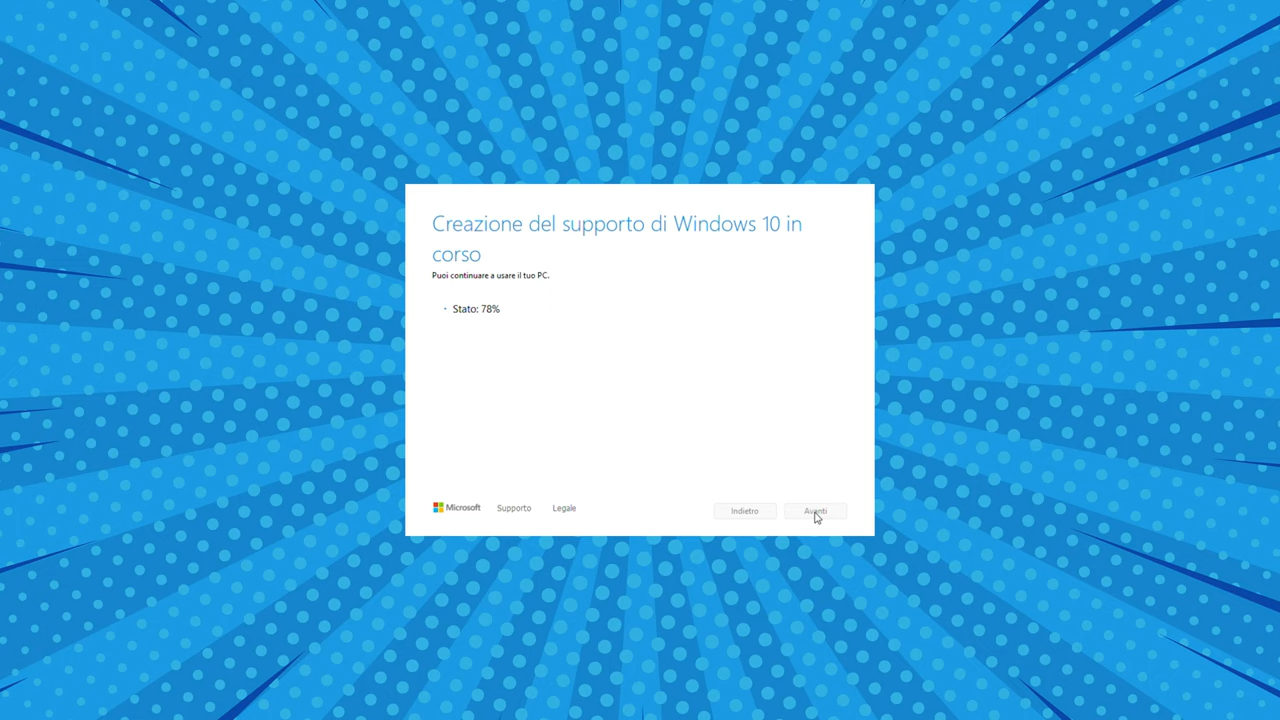 Creazione del supporto di Windows 10 in
corso
Puoi continuare a usare il tuo PC.
Stato: 78%
Microsoft Supporto Legale Indietro Avanti